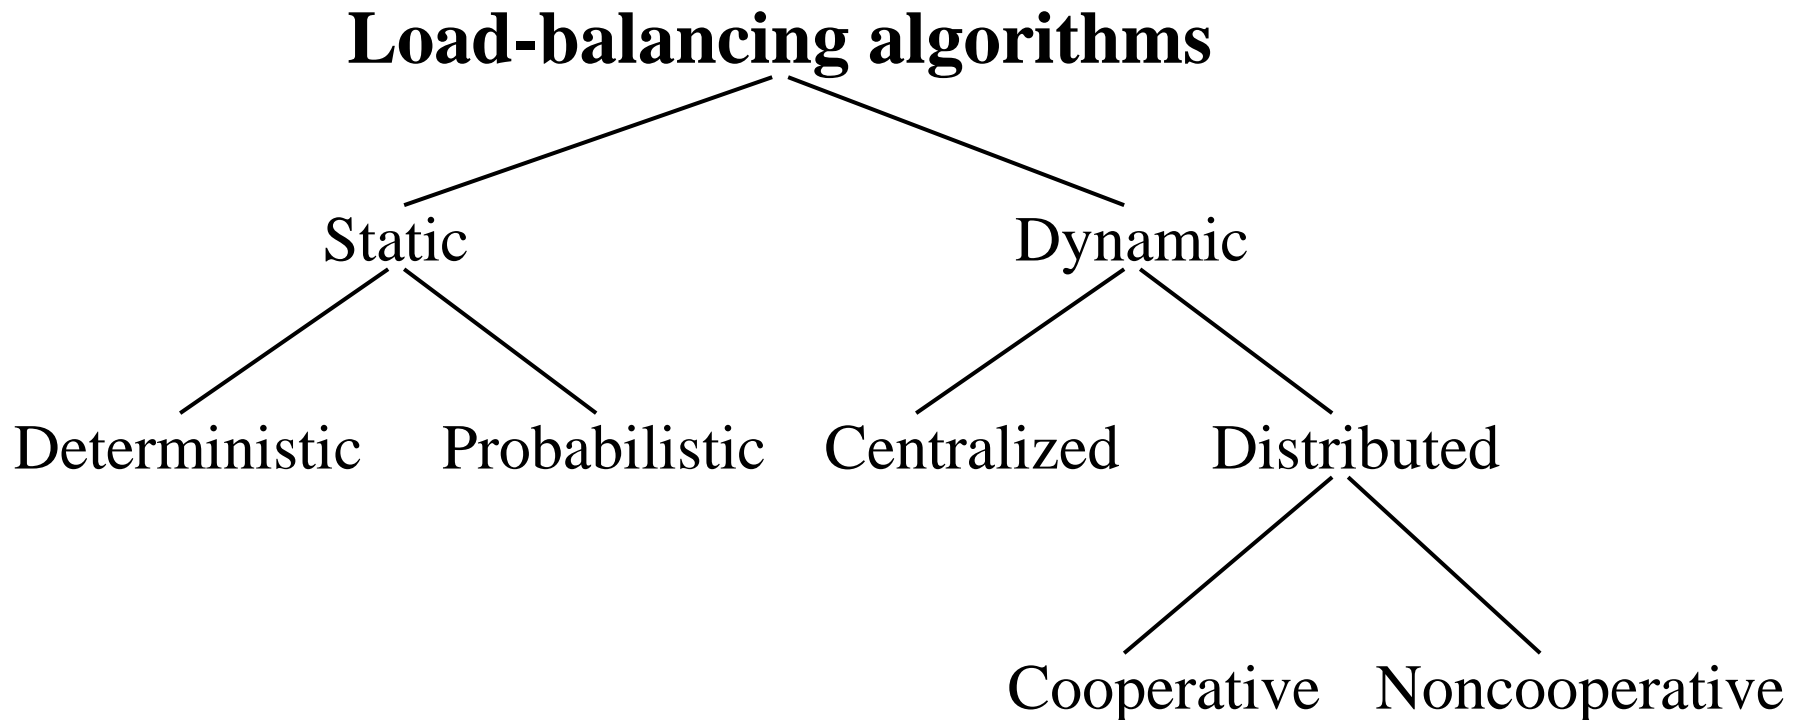 Load-balancing algorithms
Static Dynamic
Deterministic Probabilistic Centralized Distributed
Cooperative Noncooperative